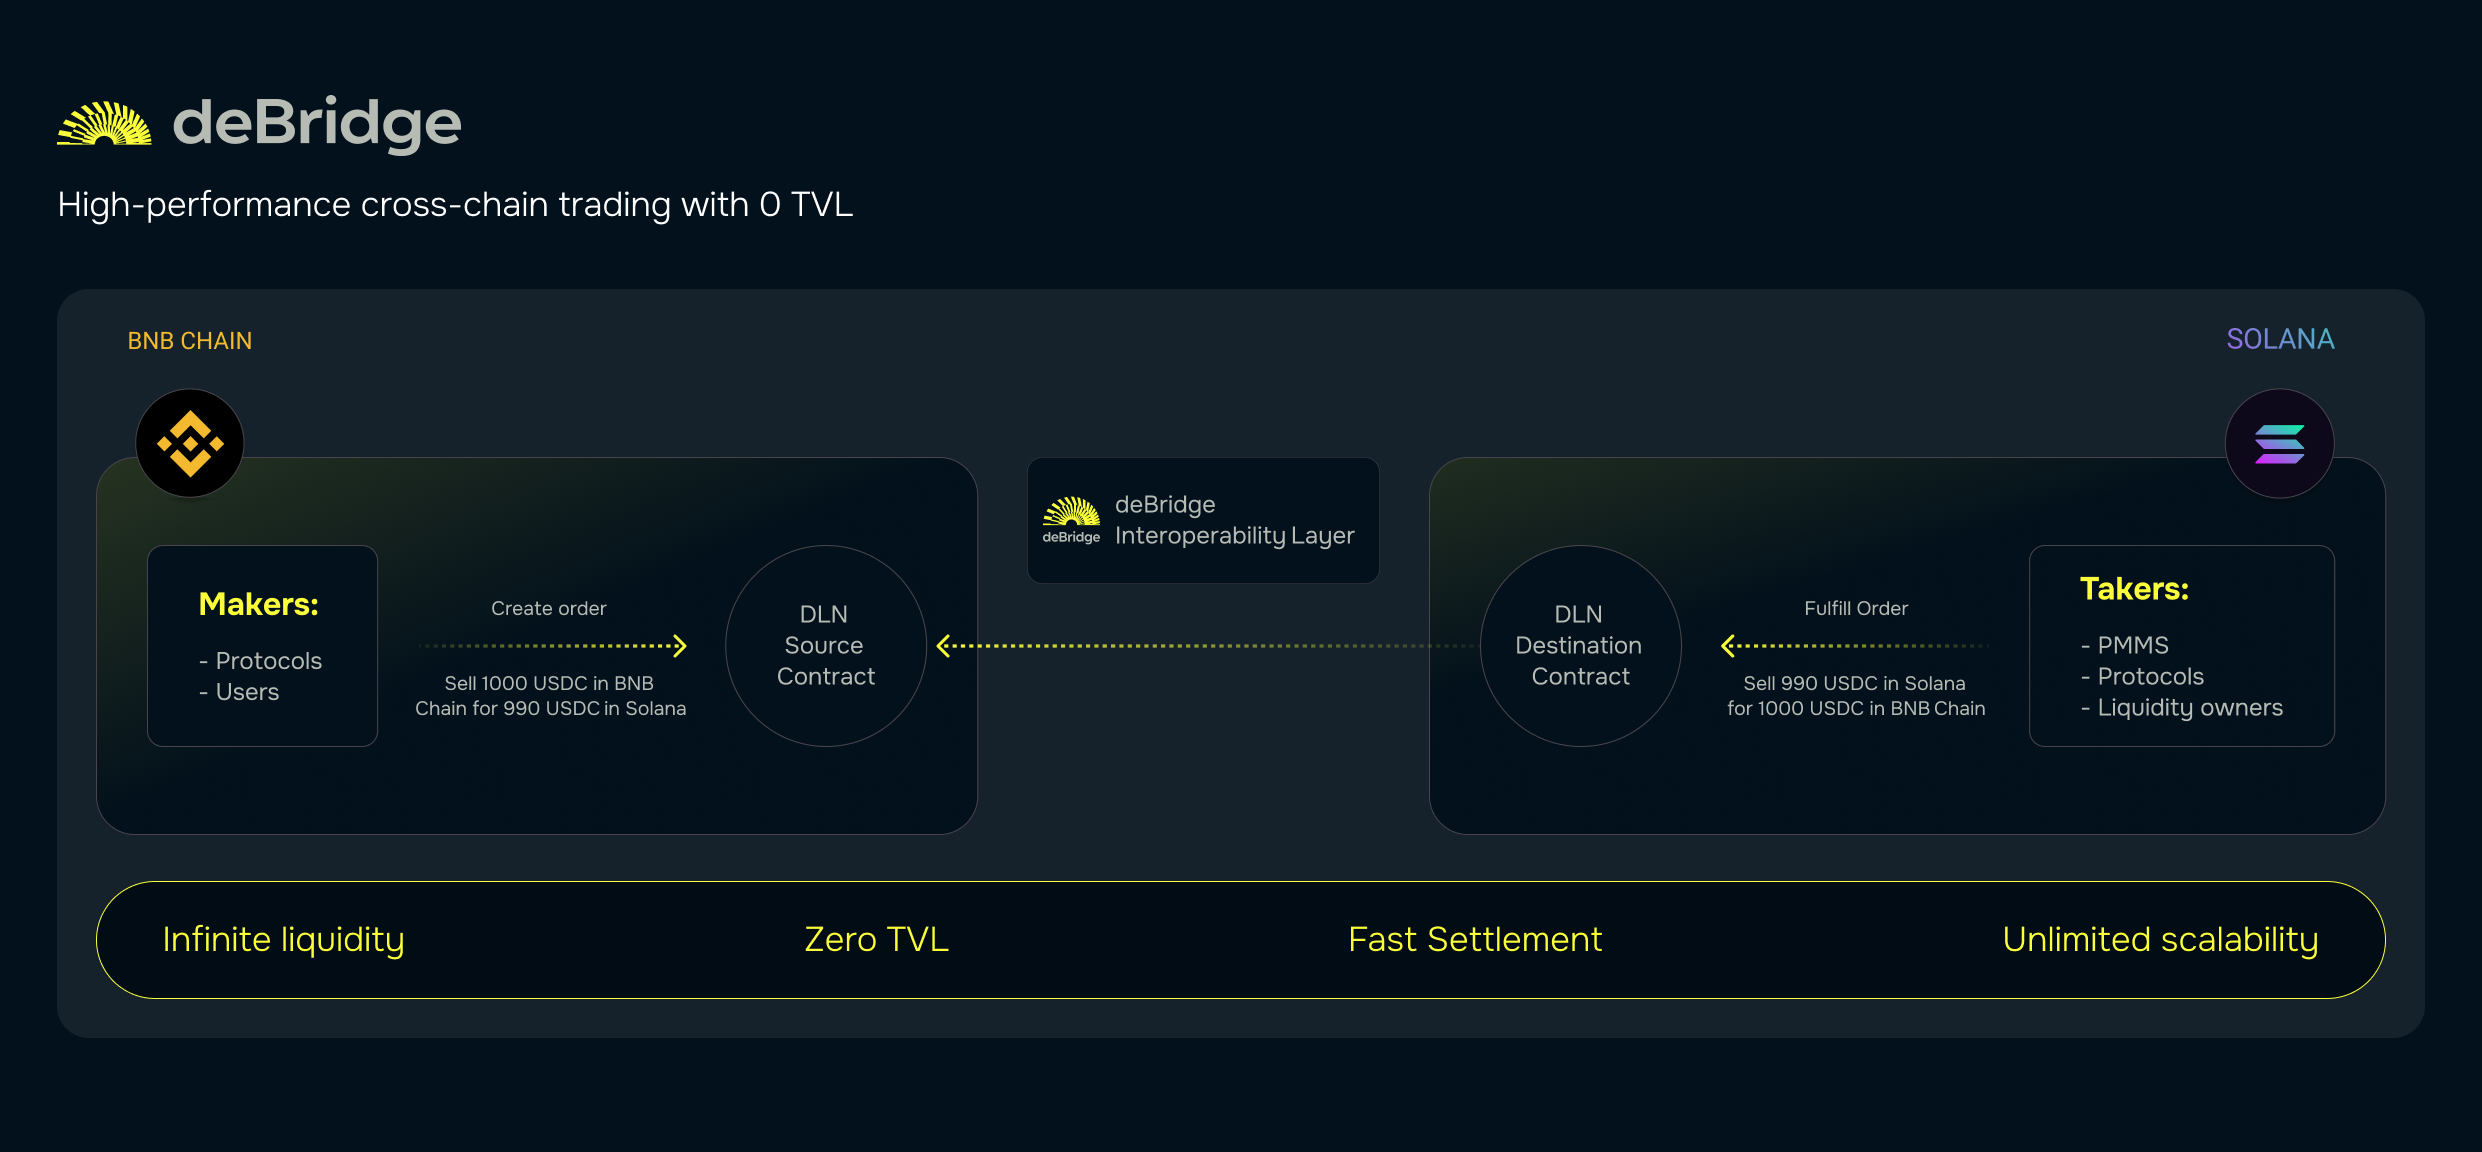 deBridge
High-performance cross-chain trading with 0 TVL
BNB CHAIN
SOLANA
Makers:
- Protocols
- Users
Create order
Sell 1000 USDC in BNB
Chain for 990 USDC in Solana
DLN
Source
Contract
deBridge
deBridge
Interoperability Layer
DLN
Destination
Contract
Fulfill Order
Sell 990 USDC in Solana
for 1000 USDC in BNB Chain
Takers:
- PMMS
- Protocols
- Liquidity owners
Infinite liquidity
Zero TVL
Fast Settlement
Unlimited scalability